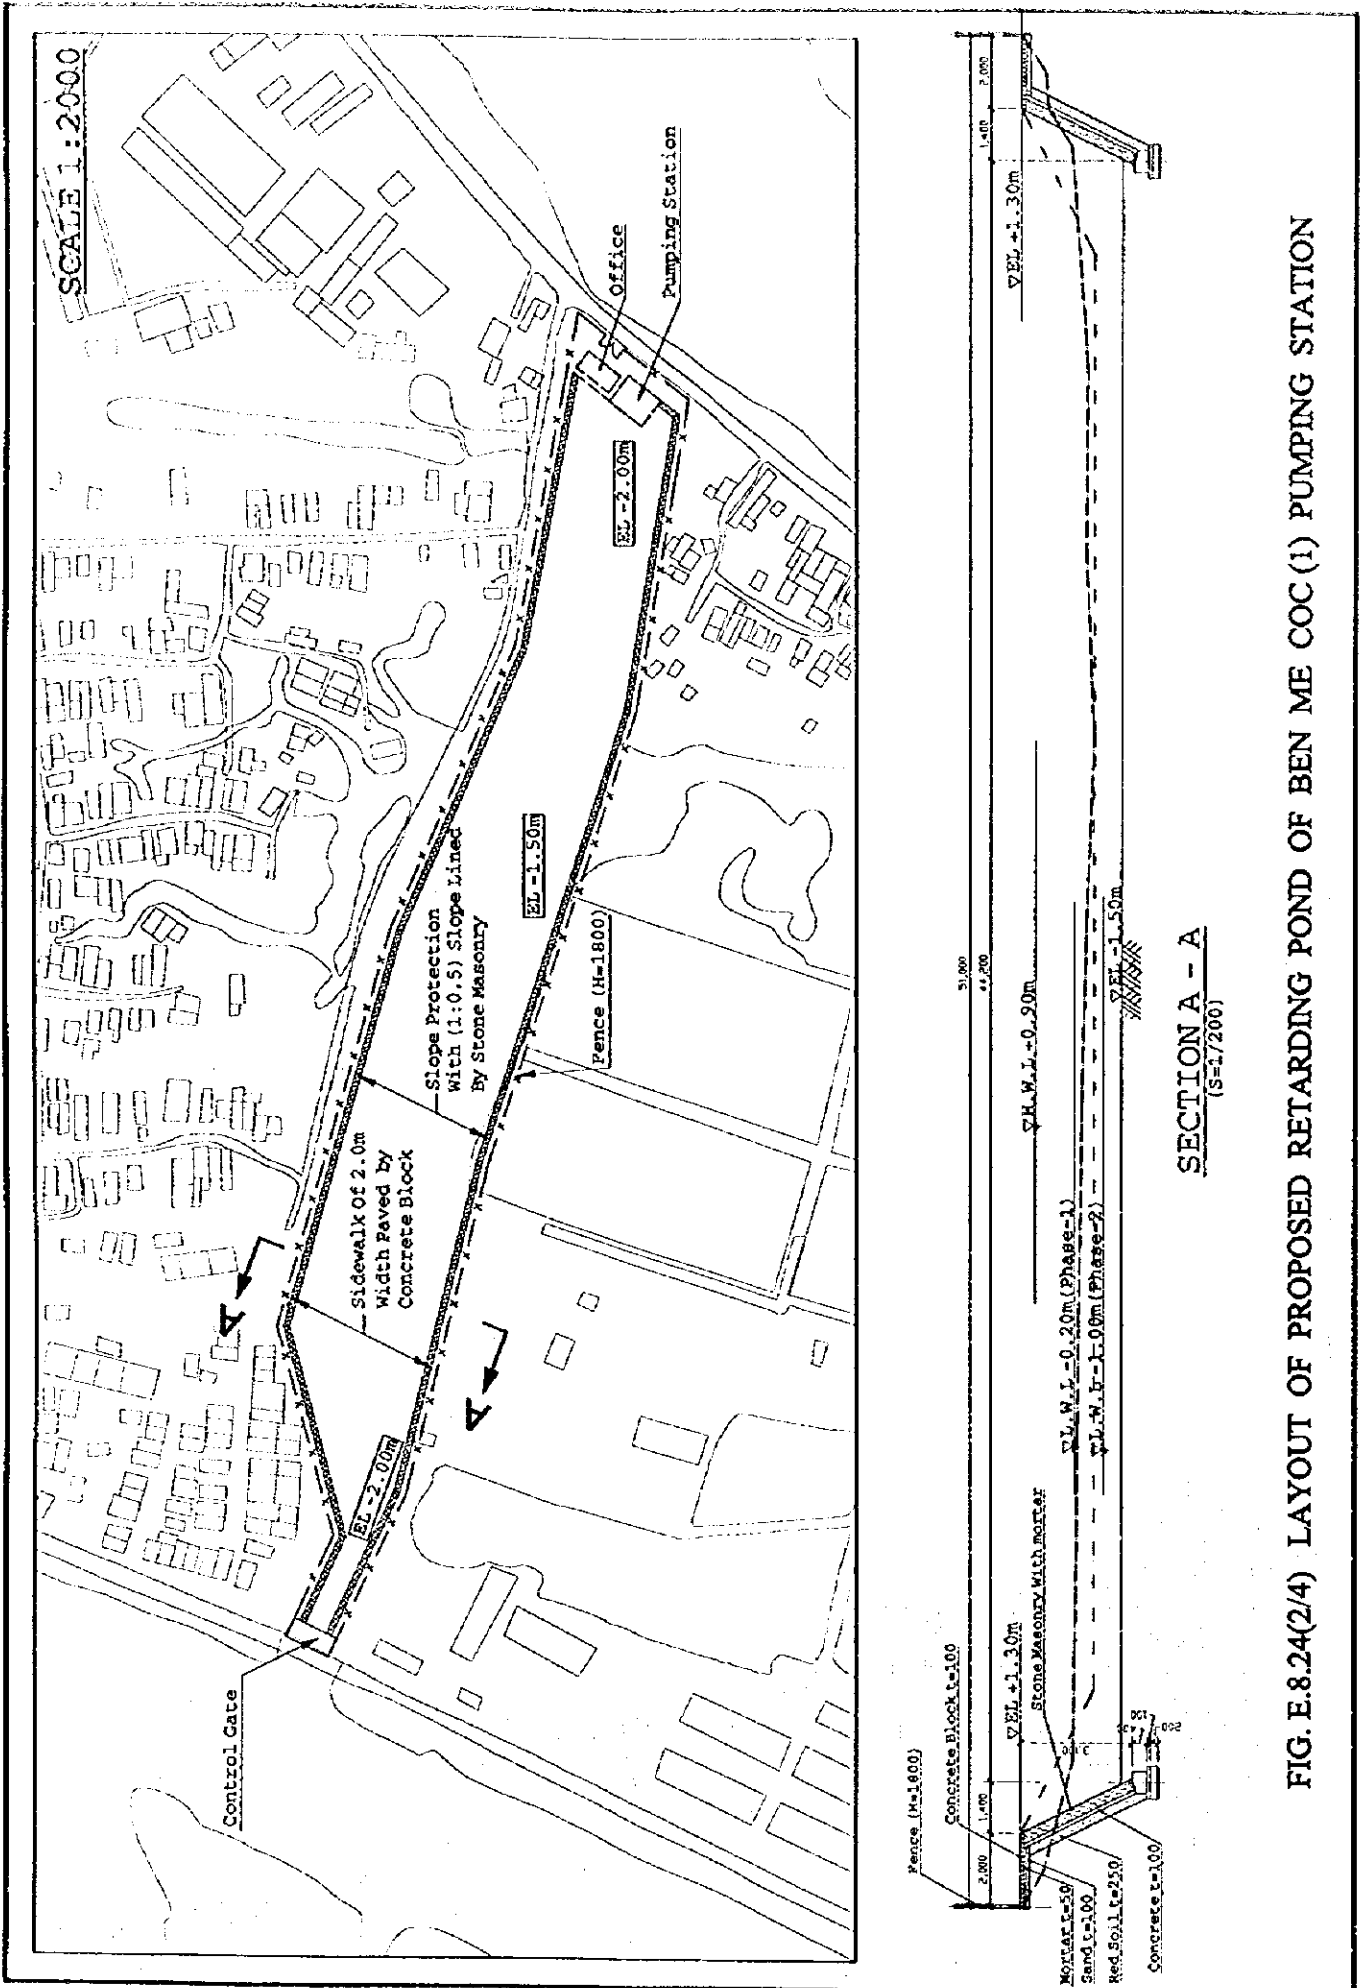 SCALE 1:2000
Control Gate
EL -2.00m
A
A
Sidewalk Of 2.0m
Width Paved by
Concrete Block
Slope Protection
With (1:0.5) Slope Lined
By Stone Masonry
Fence (H=1800)
EL -1.50m
EL -2.00m
Office
Pumping Station
Fence (H=1800)
Concrete Block t=100
51,000
2,000
1,400
44,200
1,400
2,000
▽EL +1.30m
▽H.W.L +0.90m
▽EL +1.30m
Stone Masonry With mortar
▽L.W.L -0.20m(Phase-1)
▽L.W.L -1.00m(Phase-2)
▽EL -1.50m
Mortar t=50
Sand t=100
Red Soil t=250
Concrete t=100
SECTION A - A
(S=1/200)
FIG. E.8.24(2/4) LAYOUT OF PROPOSED RETARDING POND OF BEN ME COC (1) PUMPING STATION